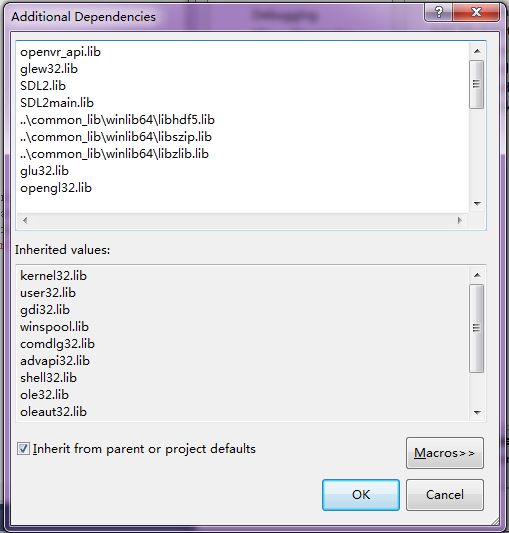 Additional Dependencies
openvr_api.lib
glew32.lib
SDL2.lib
SDL2main.lib
..\common_lib\winlib64\libhdf5.lib
..\common_lib\winlib64\libszip.lib
..\common_lib\winlib64\libzlib.lib
glu32.lib
opengl32.lib
Inherited values:
kernel32.lib
user32.lib
gdi32.lib
winspool.lib
comdlg32.lib
advapi32.lib
shell32.lib
ole32.lib
oleaut32.lib
Inherit from parent or project defaults
Macros>>
OK
Cancel